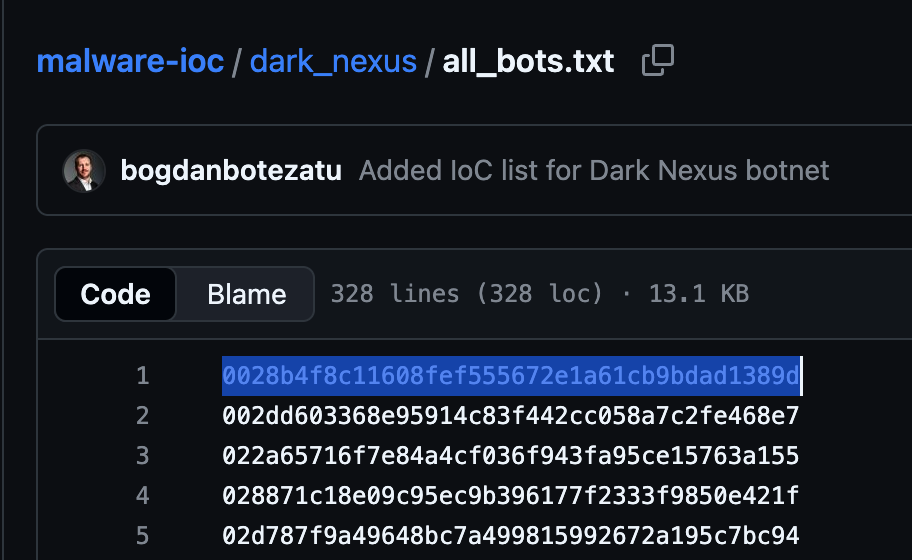 malware-ioc / dark_nexus / all_bots.txt
bogdanbotezatu Added IoC list for Dark Nexus botnet
Code Blame 328 lines (328 loc) · 13.1 KB
1 0028b4f8c11608fef555672e1a61cb9bdad1389d
2 002dd603368e95914c83f442cc058a7c2fe468e7
3 022a65716f7e84a4cf036f943fa95ce15763a155
4 028871c18e09c95ec9b396177f2333f9850e421f
5 02d787f9a49648bc7a499815992672a195c7bc94